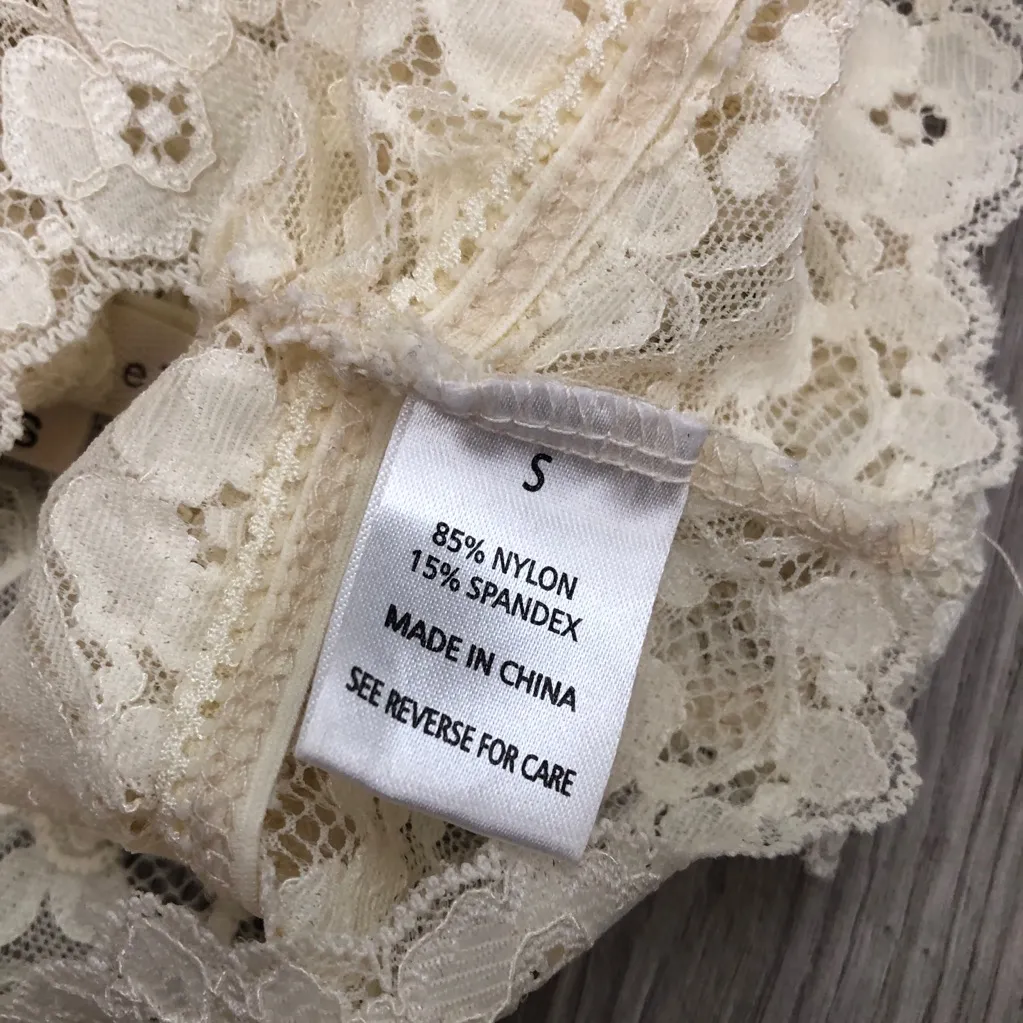 S
85% NYLON
15% SPANDEX
MADE IN CHINA
SEE REVERSE FOR CARE
s